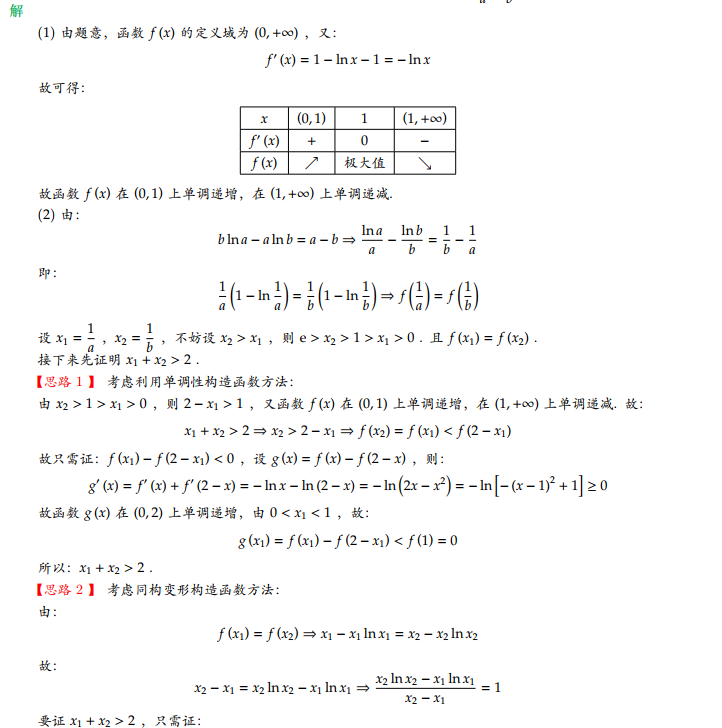 解
(1) 由题意，函数 f (x) 的定义域为 (0, +∞) ，又：
f′ (x) = 1 − ln x − 1 = − ln x
故可得：
x (0, 1) 1 (1, +∞)
f′ (x) + 0 −
f (x) ↗ 极大值 ↘
故函数 f (x) 在 (0, 1) 上单调递增，在 (1, +∞) 上单调递减.
(2) 由：
b ln a − a ln b = a − b ⇒ \frac{ln a}{a} − \frac{ln b}{b} = \frac{1}{b} − \frac{1}{a}
即：
\frac{1}{a}(1 − ln \frac{1}{a}) = \frac{1}{b}(1 − ln \frac{1}{b}) ⇒ f(\frac{1}{a}) = f(\frac{1}{b})
设 x₁ = \frac{1}{a} ，x₂ = \frac{1}{b} ，不妨设 x₂ > x₁ ，则 e > x₂ > 1 > x₁ > 0 . 且 f (x₁) = f (x₂) .
接下来先证明 x₁ + x₂ > 2 .
【思路 1 】 考虑利用单调性构造函数方法：
由 x₂ > 1 > x₁ > 0 ，则 2 − x₁ > 1 ，又函数 f (x) 在 (0, 1) 上单调递增，在 (1, +∞) 上单调递减. 故：
x₁ + x₂ > 2 ⇒ x₂ > 2 − x₁ ⇒ f (x₂) = f (x₁) < f (2 − x₁)
故只需证：f (x₁) − f (2 − x₁) < 0 ，设 g (x) = f (x) − f (2 − x) ，则：
g′ (x) = f′ (x) + f′ (2 − x) = − ln x − ln (2 − x) = − ln (2x − x²) = − ln [− (x − 1)² + 1] ≥ 0
故函数 g (x) 在 (0, 2) 上单调递增，由 0 < x₁ < 1 ，故：
g (x₁) = f (x₁) − f (2 − x₁) < f (1) = 0
所以：x₁ + x₂ > 2 .
【思路 2 】 考虑同构变形构造函数方法：
由：
f (x₁) = f (x₂) ⇒ x₁ − x₁ ln x₁ = x₂ − x₂ ln x₂
故：
x₂ − x₁ = x₂ ln x₂ − x₁ ln x₁ ⇒ \frac{x₂ ln x₂ − x₁ ln x₁}{x₂ − x₁} = 1
要证 x₁ + x₂ > 2 ，只需证：